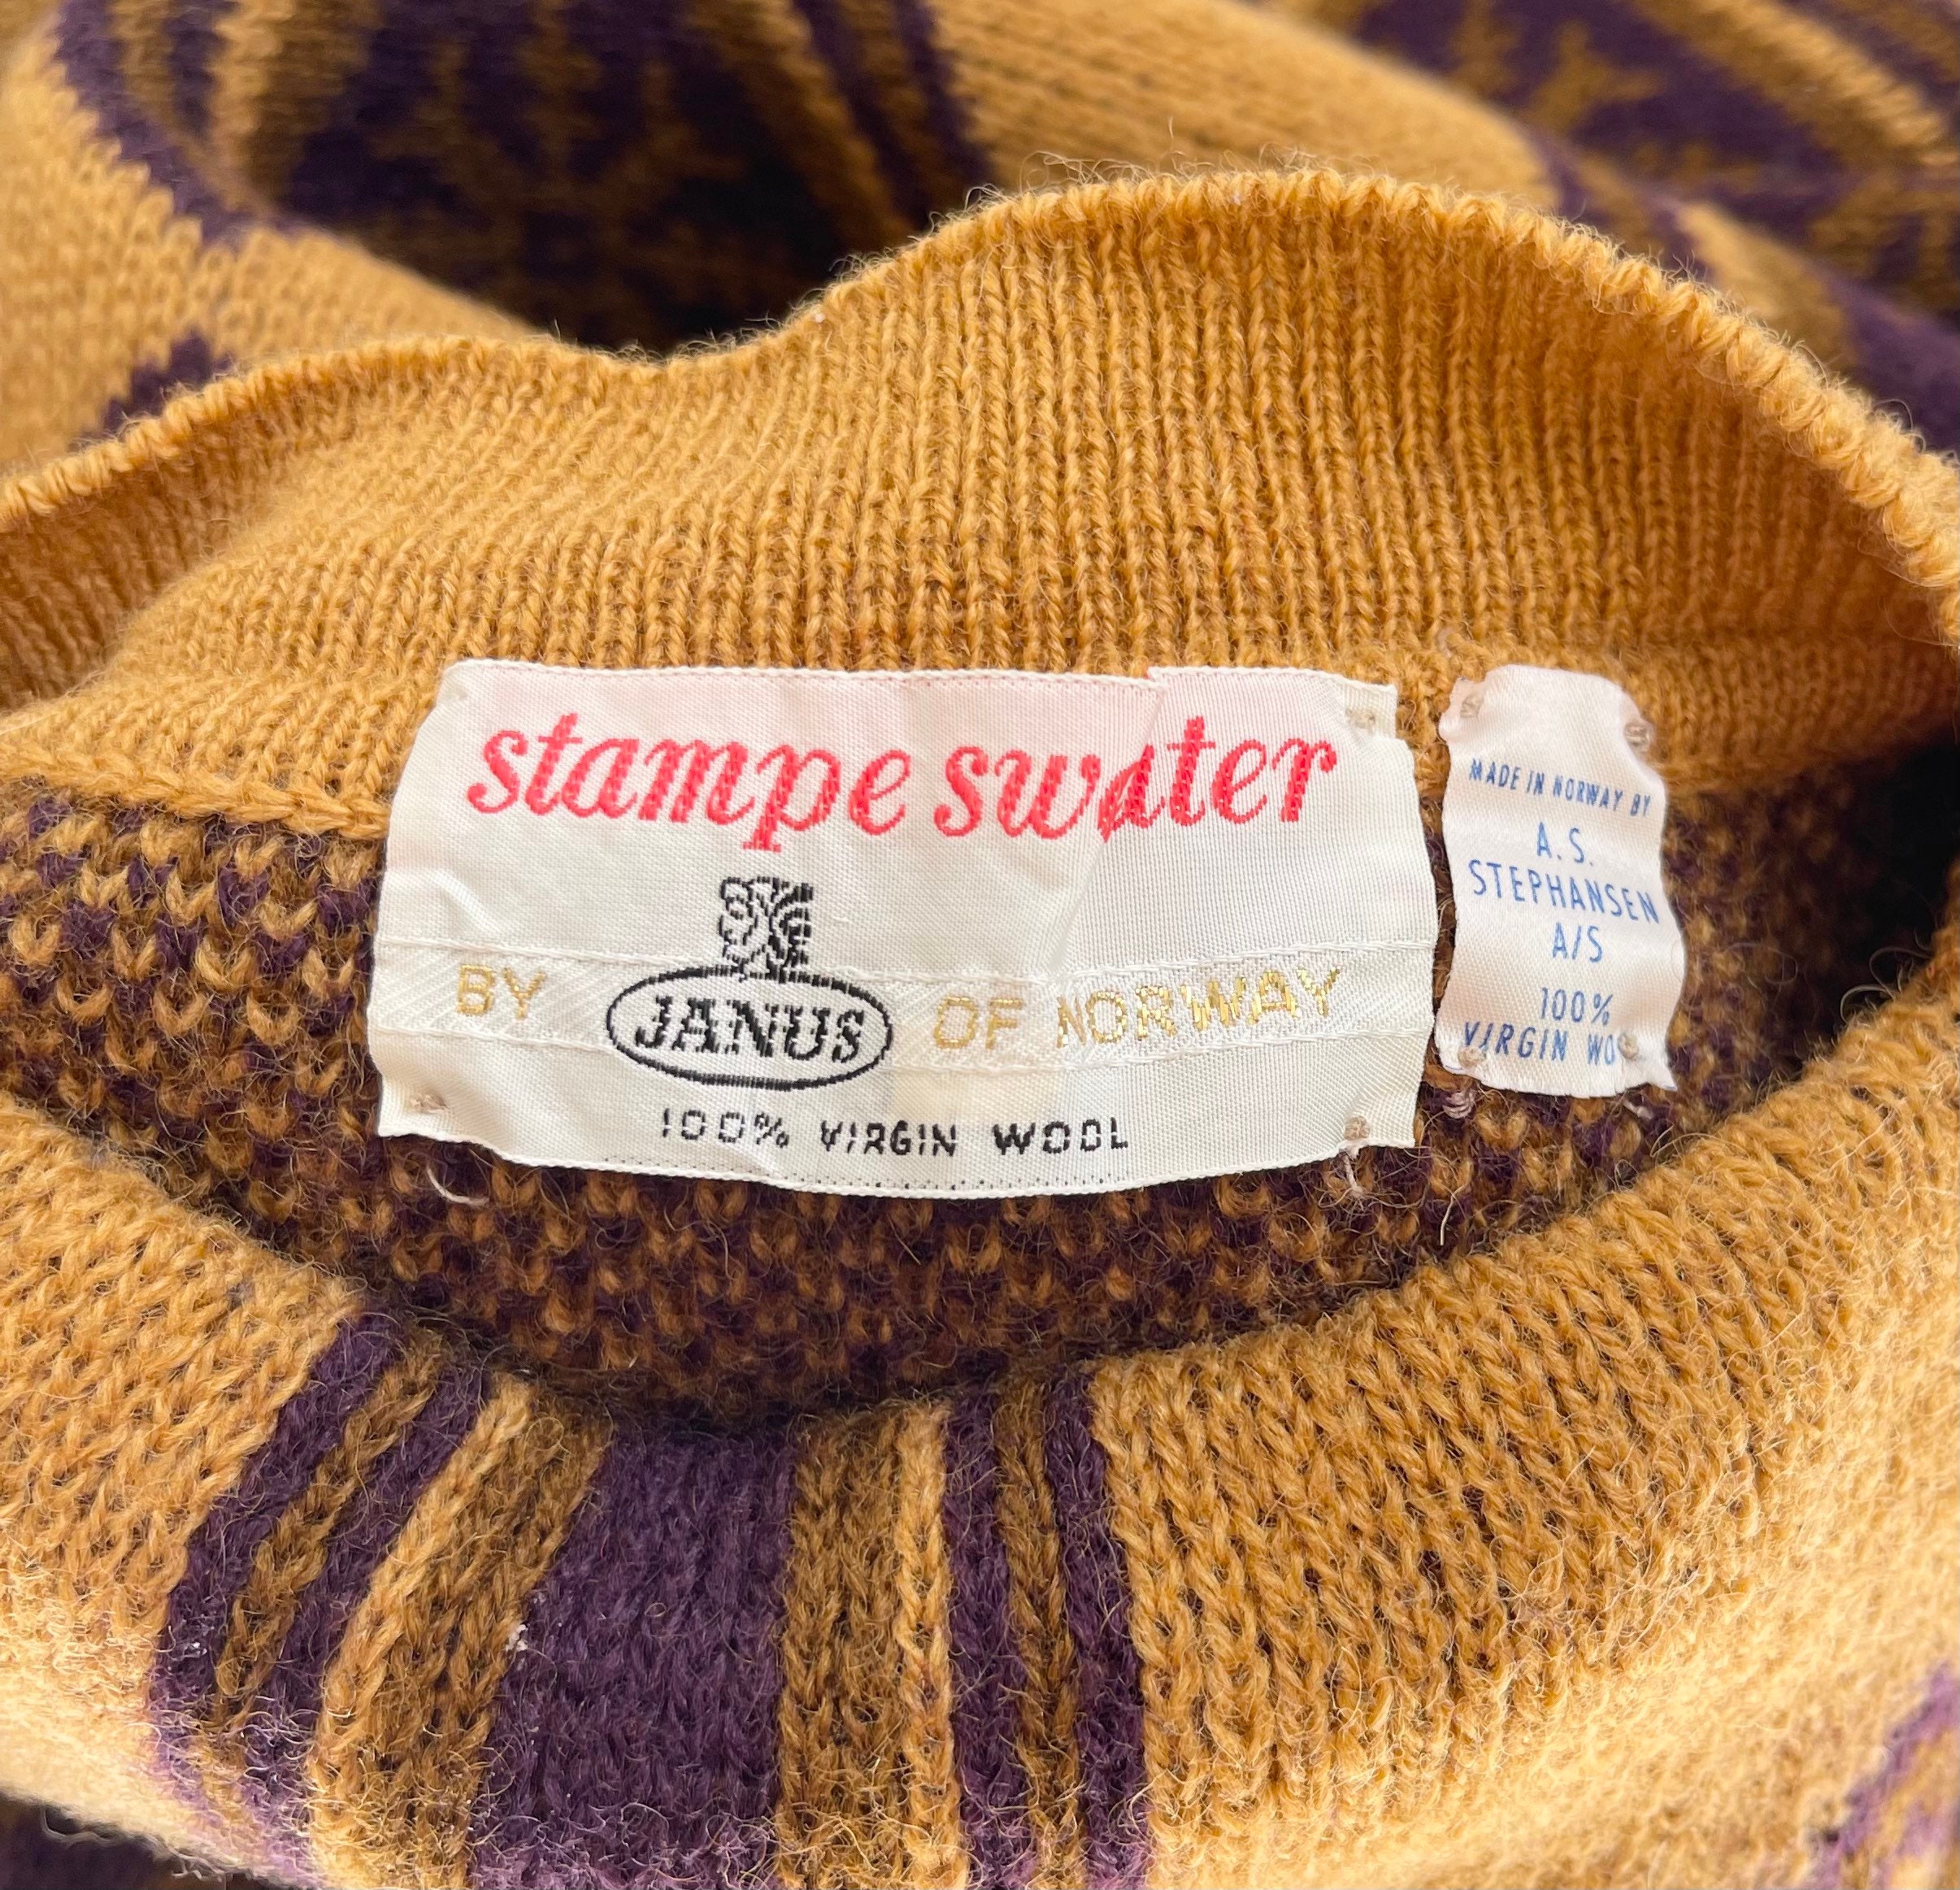 stampe swater
BY JANUS OF NORWAY
100% VIRGIN WOOL
MADE IN NORWAY BY
A.S.
STEPHANSEN
A/S
100%
VIRGIN WO